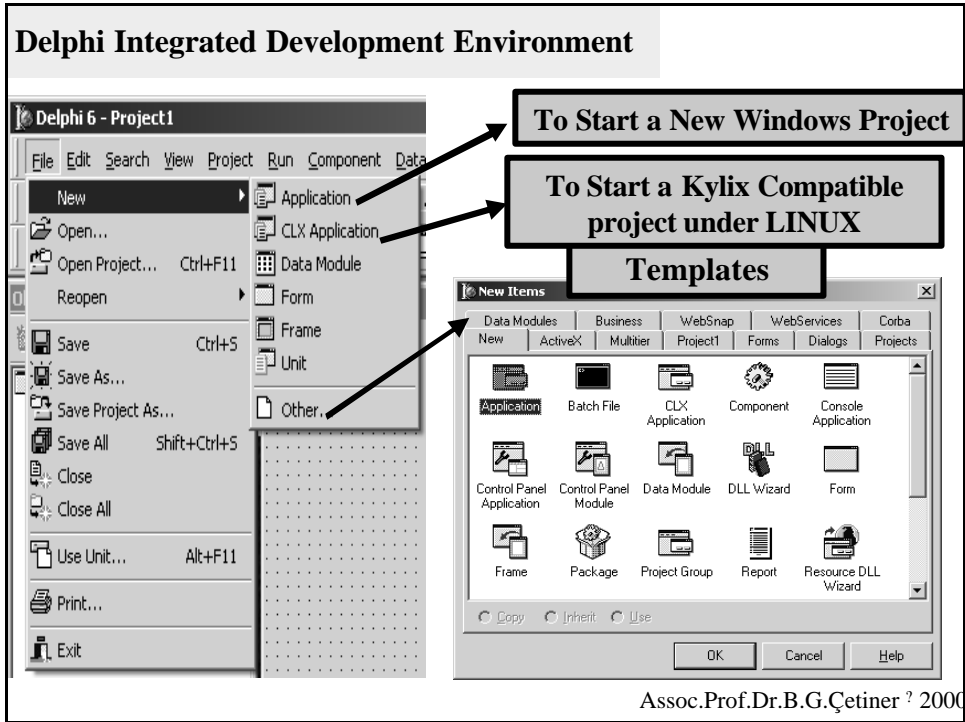 Delphi Integrated Development Environment
Delphi 6 - Project1
File Edit Search View Project Run Component Data
New
Open...
Open Project... Ctrl+F11
Reopen
Save Ctrl+S
Save As...
Save Project As...
Save All Shift+Ctrl+S
Close
Close All
Use Unit... Alt+F11
Print...
Exit
Application
CLX Application
Data Module
Form
Frame
Unit
Other...
To Start a New Windows Project
To Start a Kylix Compatible
project under LINUX
Templates
New Items
Data Modules Business WebSnap WebServices Corba
New ActiveX Multitier Project1 Forms Dialogs Projects
Application Batch File CLX Application Component Console Application
Control Panel Application Control Panel Module Data Module DLL Wizard Form
Frame Package Project Group Report Resource DLL Wizard
Copy Inherit Use
OK Cancel Help
Assoc.Prof.Dr.B.G.Çetiner ? 2000